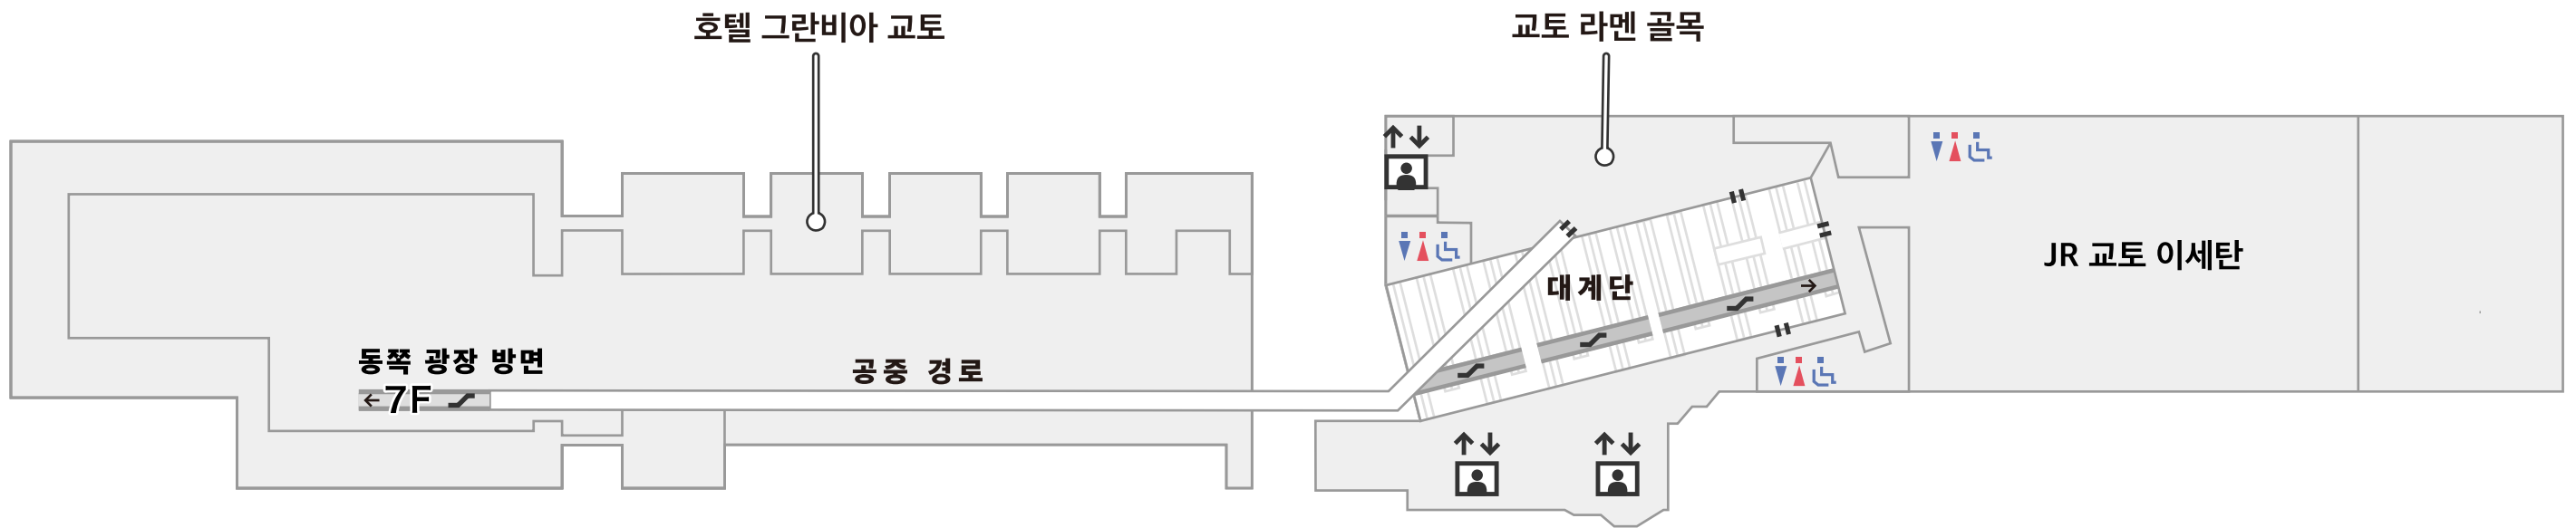 호텔 그란비아 교토
교토 라멘 골목
JR 교토 이세탄
대계단
동쪽 광장 방면
공중 경로
7F